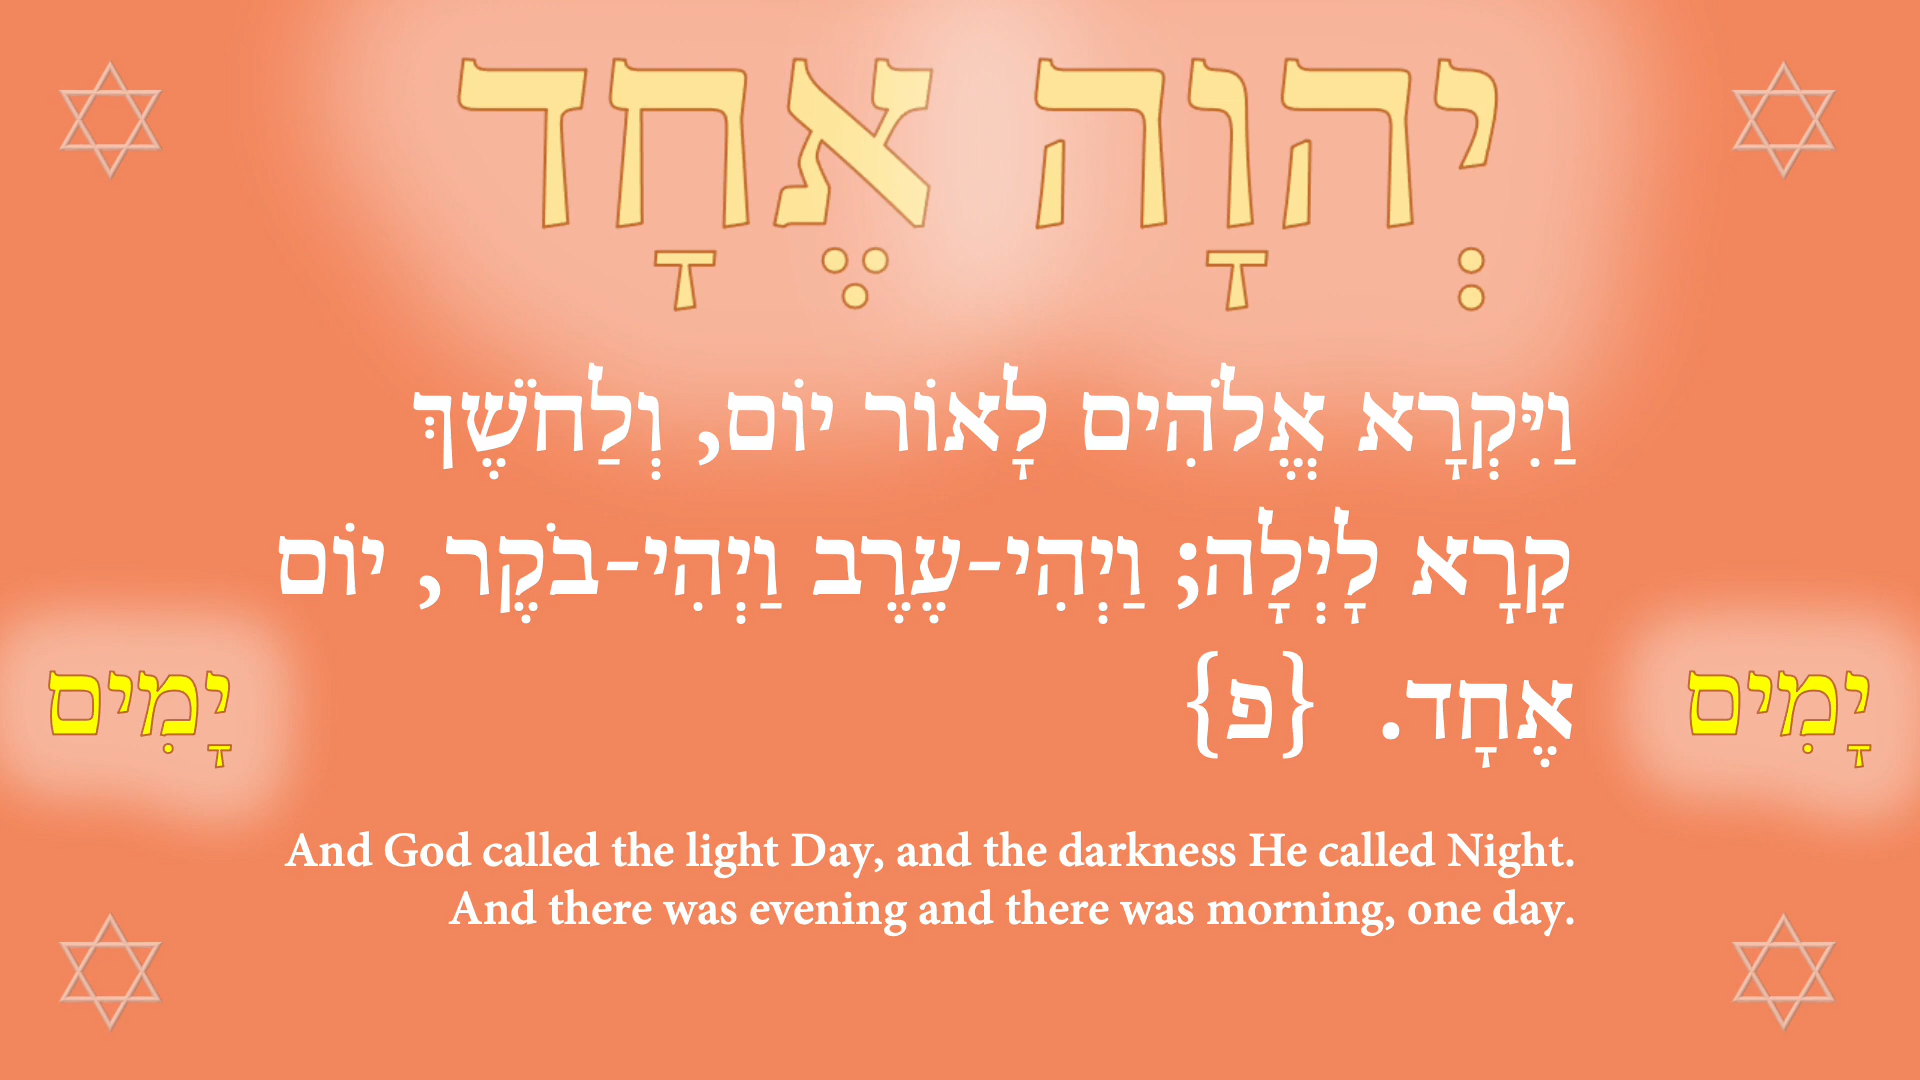 יְהוָה אֶחָד
וַיִּקְרָא אֱלֹהִים לָאוֹר יוֹם, וְלַחֹשֶׁךְ
קָרָא לָיְלָה; וַיְהִי-עֶרֶב וַיְהִי-בֹקֶר, יוֹם
אֶחָד. {פ}
יָמִים
יָמִים
And God called the light Day, and the darkness He called Night.
And there was evening and there was morning, one day.